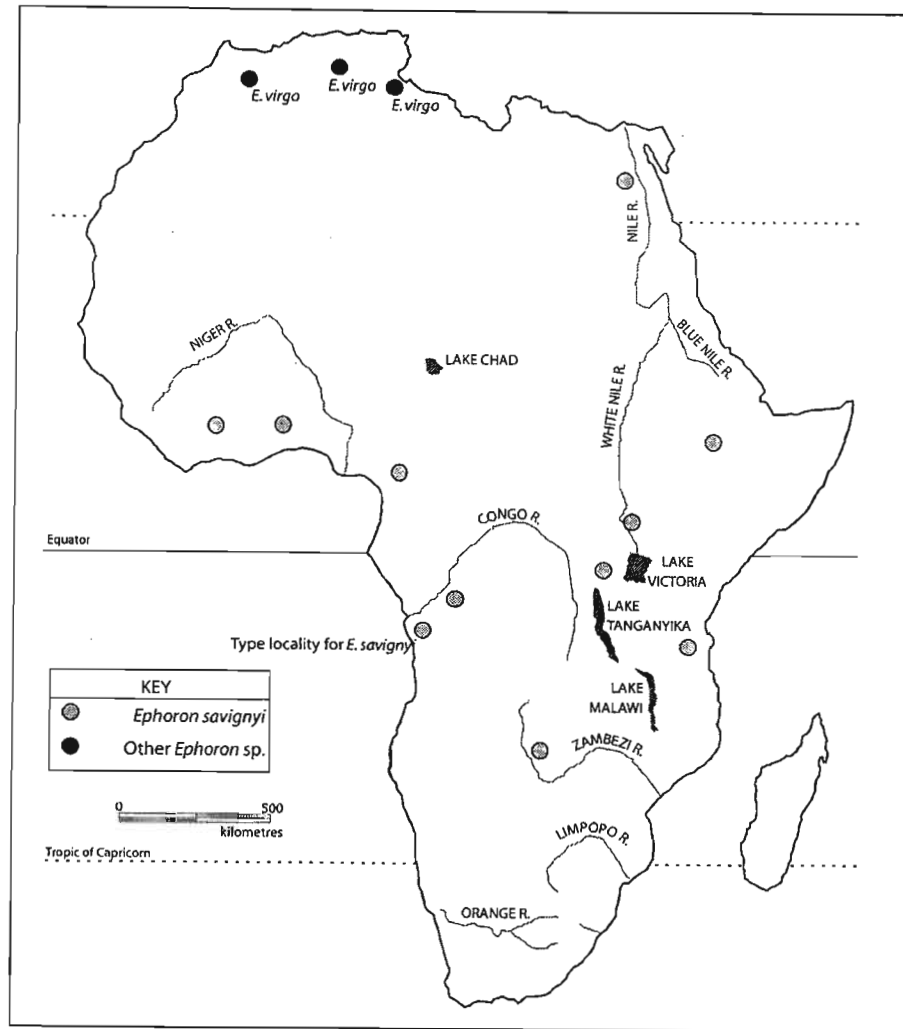 E. virgo
E. virgo
E. virgo
NILE R.
NIGER R.
LAKE CHAD
BLUE NILE R.
WHITE NILE R.
CONGO R.
Equator
LAKE
VICTORIA
LAKE
TANGANYIKA
Type locality for E. savigny
LAKE
MALAWI
KEY
Ephoron savignyi
Other Ephoron sp.
ZAMBEZI R.
0 500
kilometres
LIMPOPO R.
Tropic of Capricorn
ORANGE R.